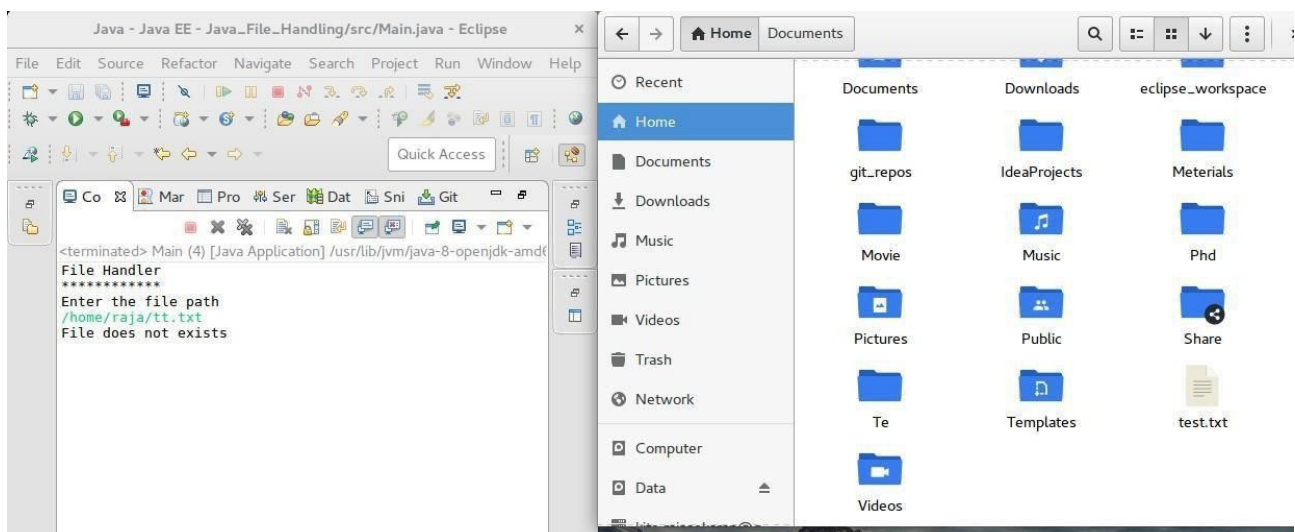 Java - Java EE - Java_File_Handling/src/Main.java - Eclipse
File Edit Source Refactor Navigate Search Project Run Window Help
Quick Access
Co Mar Pro Ser Dat Sni Git
<terminated> Main (4) [Java Application] /usr/lib/jvm/java-8-openjdk-amd6
File Handler
************
Enter the file path
/home/raja/tt.txt
File does not exists
Home Documents
Recent
Home
Documents
Downloads
Music
Pictures
Videos
Trash
Network
Computer
Data
Documents Downloads eclipse_workspace
git_repos IdeaProjects Meterials
Movie Music Phd
Pictures Public Share
Te Templates test.txt
Videos